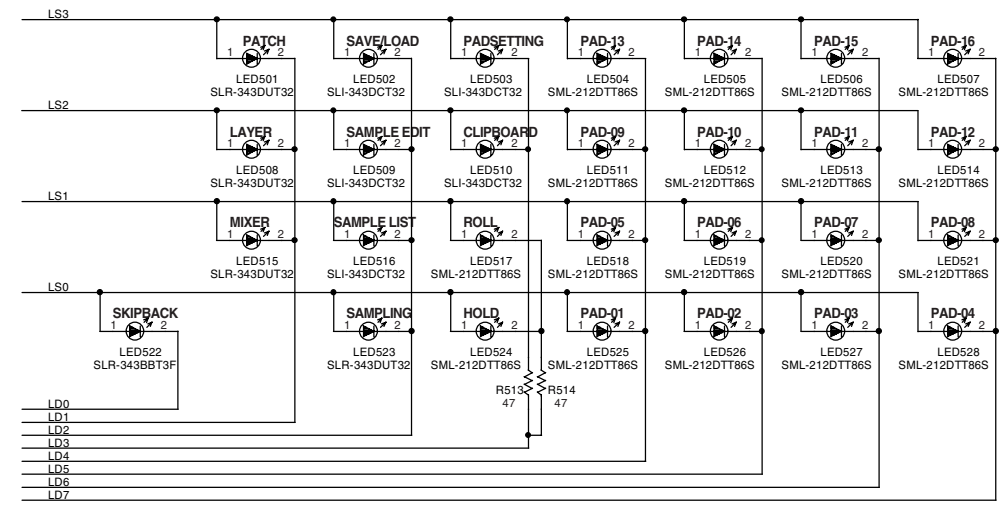 LS3
PATCH SAVE/LOAD PADSETTING PAD-13 PAD-14 PAD-15 PAD-16
1 2 1 2 1 2 1 2 1 2 1 2 1 2
LED501 LED502 LED503 LED504 LED505 LED506 LED507
SLR-343DUT32 SLI-343DCT32 SLI-343DCT32 SML-212DTT86S SML-212DTT86S SML-212DTT86S SML-212DTT86S
LS2
LAYER SAMPLE EDIT CLIPBOARD PAD-09 PAD-10 PAD-11 PAD-12
1 2 1 2 1 2 1 2 1 2 1 2 1 2
LED508 LED509 LED510 LED511 LED512 LED513 LED514
SLR-343DUT32 SLI-343DCT32 SLI-343DCT32 SML-212DTT86S SML-212DTT86S SML-212DTT86S SML-212DTT86S
LS1
MIXER SAMPLE LIST ROLL PAD-05 PAD-06 PAD-07 PAD-08
1 2 1 2 1 2 1 2 1 2 1 2 1 2
LED515 LED516 LED517 LED518 LED519 LED520 LED521
SLR-343DUT32 SLI-343DCT32 SML-212DTT86S SML-212DTT86S SML-212DTT86S SML-212DTT86S SML-212DTT86S
LS0
SKIPBACK SAMPLING HOLD PAD-01 PAD-02 PAD-03 PAD-04
1 2 1 2 1 2 1 2 1 2 1 2 1 2
LED522 LED523 LED524 LED525 LED526 LED527 LED528
SLR-343BBT3F SLR-343DUT32 SML-212DTT86S SML-212DTT86S SML-212DTT86S SML-212DTT86S SML-212DTT86S
R513 R514
47 47
LD0
LD1
LD2
LD3
LD4
LD5
LD6
LD7